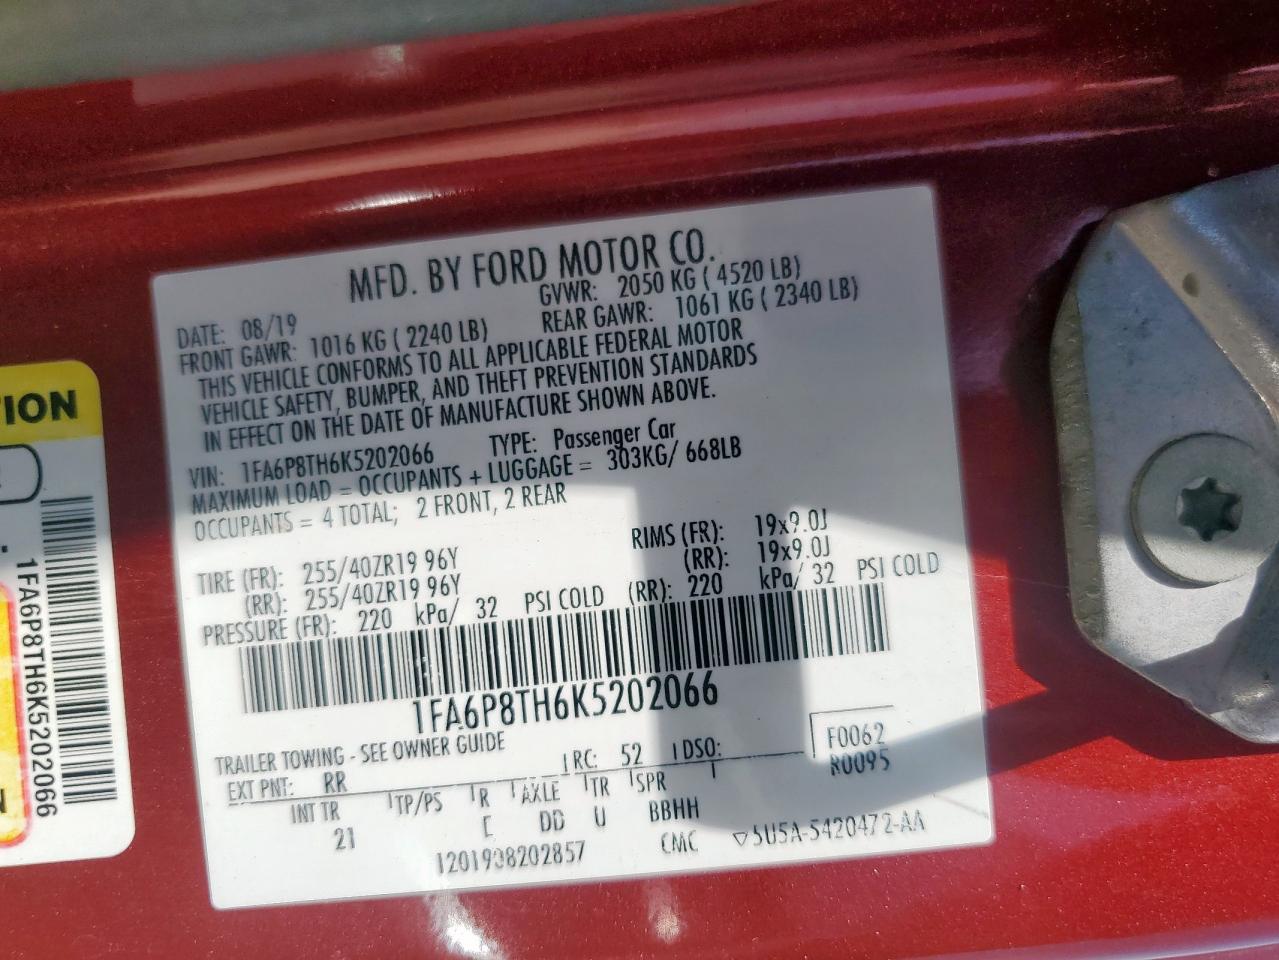 MFD. BY FORD MOTOR CO.
DATE: 08/19 GVWR: 2050 KG ( 4520 LB)
FRONT GAWR: 1016 KG ( 2240 LB) REAR GAWR: 1061 KG ( 2340 LB)
THIS VEHICLE CONFORMS TO ALL APPLICABLE FEDERAL MOTOR
VEHICLE SAFETY, BUMPER, AND THEFT PREVENTION STANDARDS
IN EFFECT ON THE DATE OF MANUFACTURE SHOWN ABOVE.
VIN: 1FA6P8TH6K5202066 TYPE: Passenger Car
MAXIMUM LOAD = OCCUPANTS + LUGGAGE = 303KG/ 668LB
OCCUPANTS = 4 TOTAL; 2 FRONT, 2 REAR
RIMS (FR): 19x9.0J
TIRE (FR): 255/40ZR19 96Y (RR): 19x9.0J
(RR): 255/40ZR19 96Y
PRESSURE (FR): 220 kPa/ 32 PSI COLD (RR): 220 kPa/ 32 PSI COLD
1FA6P8TH6K5202066
TRAILER TOWING - SEE OWNER GUIDE
F0062
EXT PNT: RR RC: 52 DSO: R0095
INT TR TP/PS R AXLE TR SPR
21 E DD U BBHH
1201908202857 CMC 5U5A-5420472-AA
TION
1FA6P8TH6K5202066
N